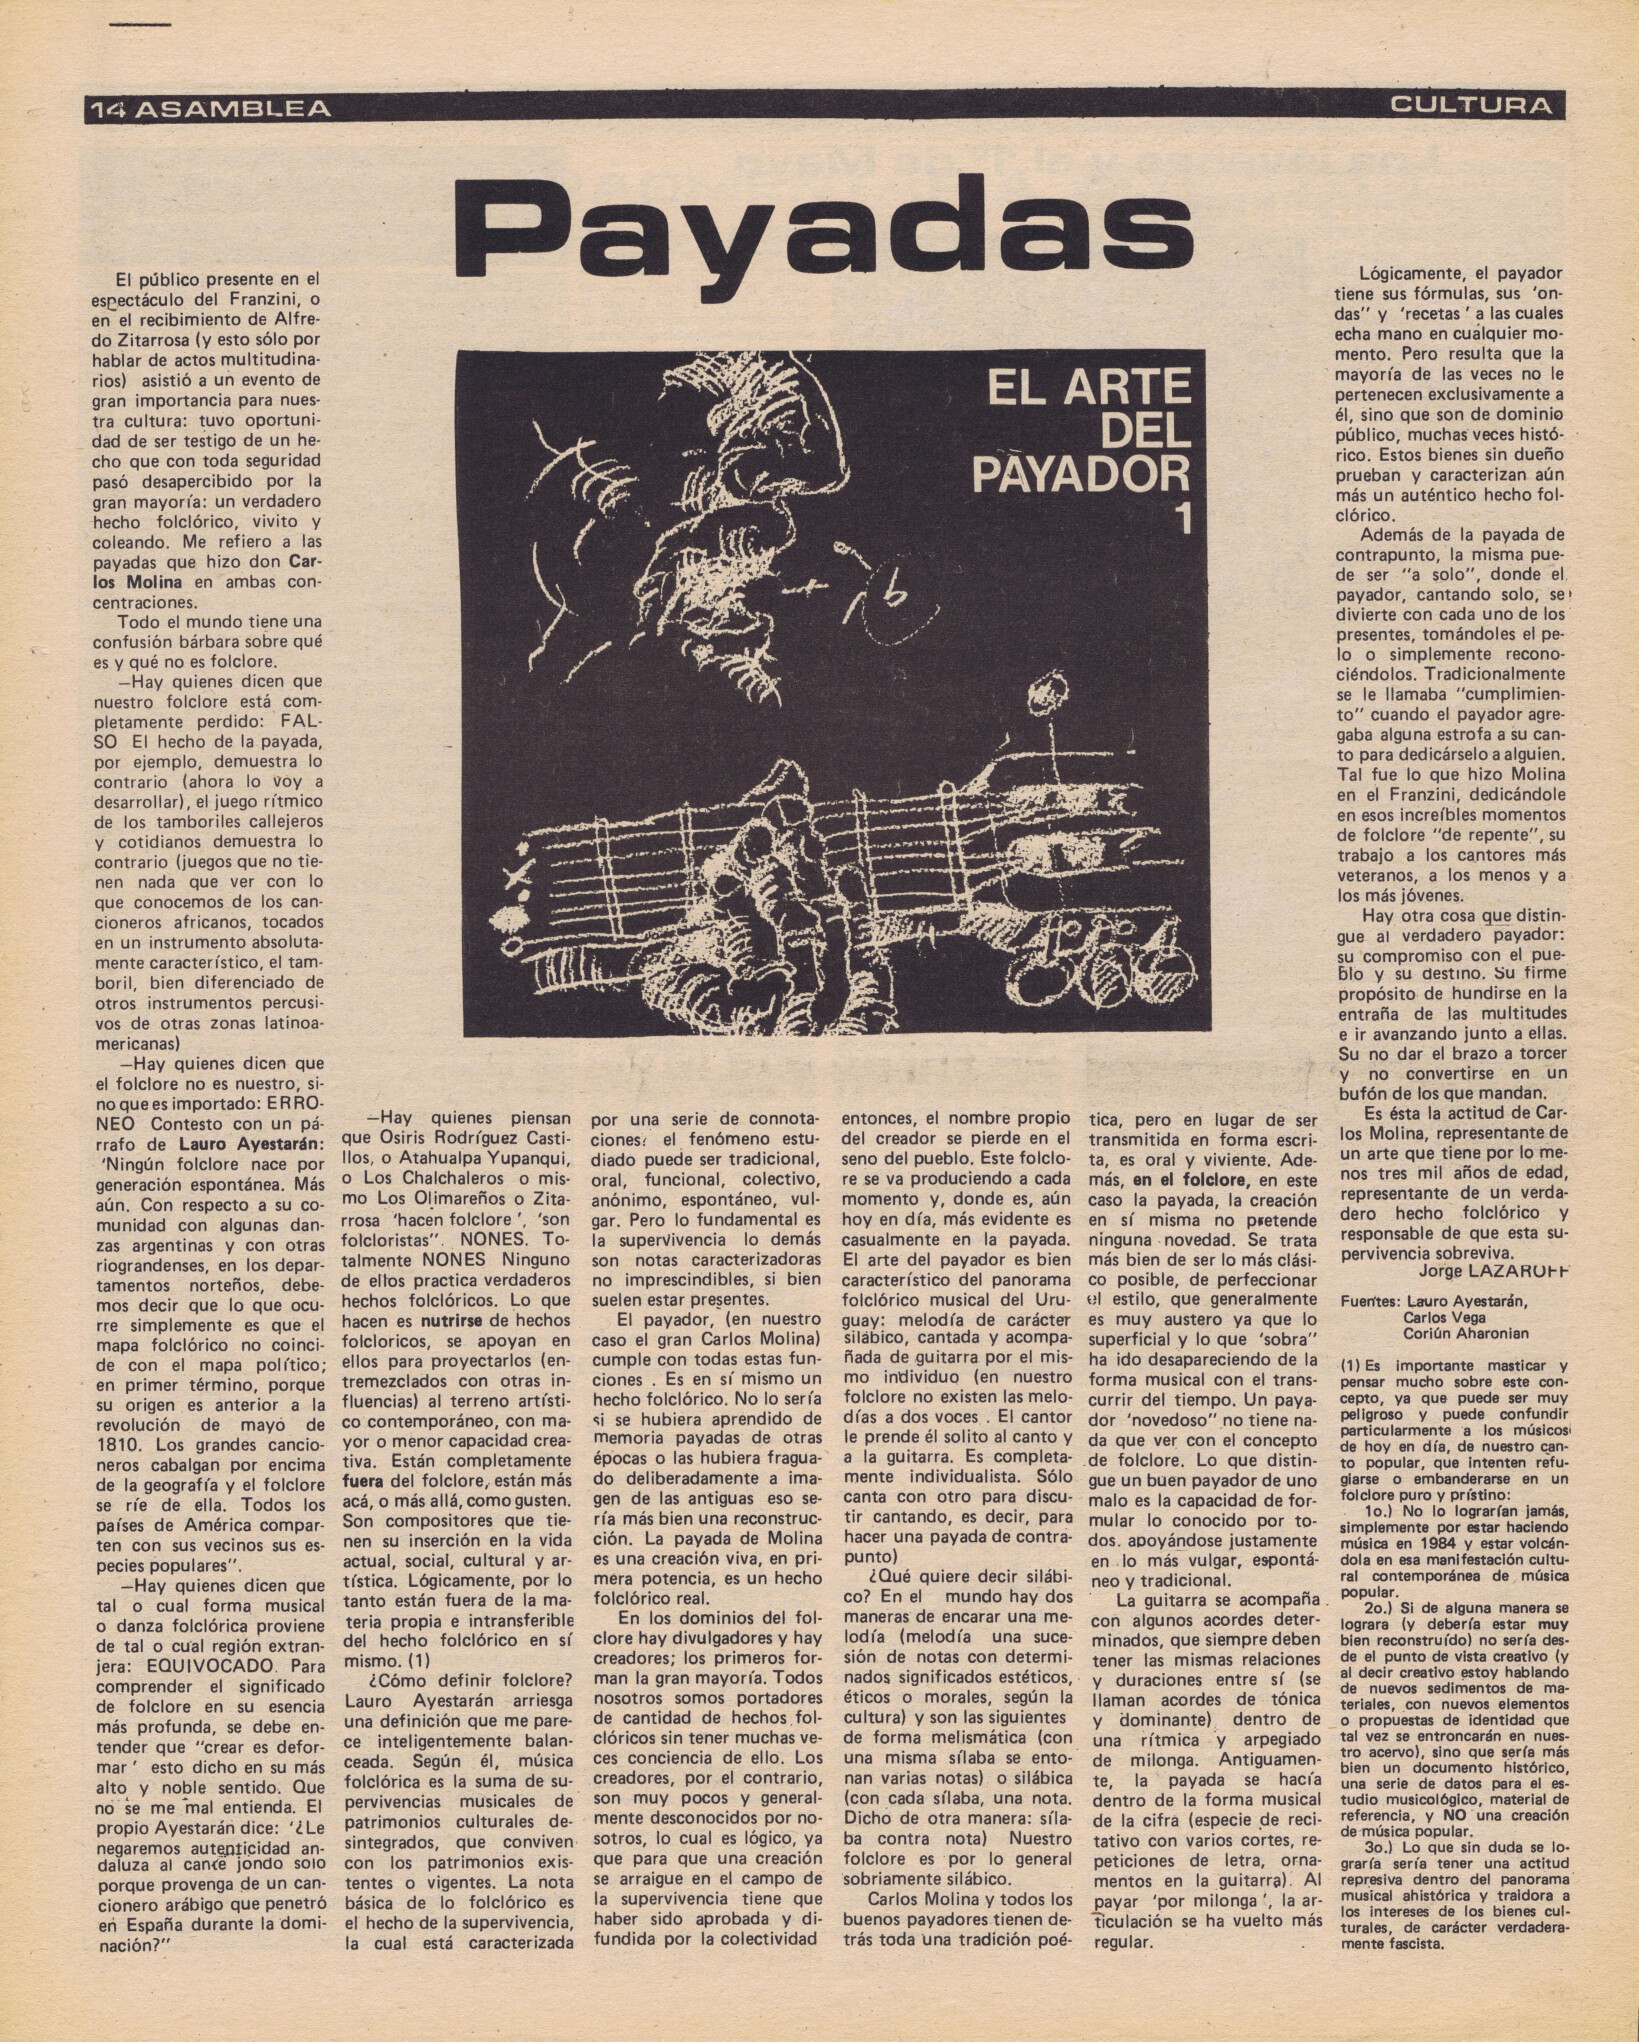 14 ASAMBLEA
CULTURA
Payadas
El público presente en el
espectáculo del Franzini, o
en el recibimiento de Alfre-
do Zitarrosa (y esto sólo por
hablar de actos multitudina-
rios) asistió a un evento de
gran importancia para nues-
tra cultura: tuvo oportuni-
dad de ser testigo de un he-
cho que con toda seguridad
pasó desapercibido por la
gran mayoría: un verdadero
hecho folclórico, vivito y
coleando. Me refiero a las
payadas que hizo don Car-
los Molina en ambas con-
centraciones.
Todo el mundo tiene una
confusión bárbara sobre qué
es y qué no es folclore.
—Hay quienes dicen que
nuestro folclore está com-
pletamente perdido: FAL-
SO El hecho de la payada,
por ejemplo, demuestra lo
contrario (ahora lo voy a
desarrollar), el juego rítmico
de los tamboriles callejeros
y cotidianos demuestra lo
contrario (juegos que no tie-
nen nada que ver con lo
que conocemos de los can-
cioneros africanos, tocados
en un instrumento absoluta-
mente característico, el tam-
boril, bien diferenciado de
otros instrumentos percusi-
vos de otras zonas latinoa-
mericanas)
—Hay quienes dicen que
el folclore no es nuestro, si-
no que es importado: ERRO-
NEO Contesto con un pá-
rrafo de Lauro Ayestarán:
'Ningún folclore nace por
generación espontánea. Más
aún. Con respecto a su co-
munidad con algunas dan-
zas argentinas y con otras
riograndenses, en los depar-
tamentos norteños, debe-
mos decir que lo que ocu-
rre simplemente es que el
mapa folclórico no coinci-
de con el mapa político;
en primer término, porque
su origen es anterior a la
revolución de mayo de
1810. Los grandes cancio-
neros cabalgan por encima
de la geografía y el folclore
se ríe de ella. Todos los
países de América compar-
ten con sus vecinos sus es-
pecies populares".
—Hay quienes dicen que
tal o cual forma musical
o danza folclórica proviene
de tal o cual región extran-
jera: EQUIVOCADO. Para
comprender el significado
de folclore en su esencia
más profunda, se debe en-
tender que "crear es defor-
mar' esto dicho en su más
alto y noble sentido. Que
no se me mal entienda. El
propio Ayestarán dice: '¿Le
negaremos autenticidad an-
daluza al cante jondo solo
porque provenga de un can-
cionero arábigo que penetró
en España durante la domi-
nación?"
EL ARTE
DEL
PAYADOR
1
—Hay quienes piensan
que Osiris Rodríguez Casti-
llos, o Atahualpa Yupanqui,
o Los Chalchaleros o mis-
mo Los Olimareños o Zita-
rrosa 'hacen folclore', 'son
folcloristas". NONES. To-
talmente NONES Ninguno
de ellos practica verdaderos
hechos folclóricos. Lo que
hacen es nutrirse de hechos
folcloricos, se apoyan en
ellos para proyectarlos (en-
tremezclados con otras in-
fluencias) al terreno artísti-
co contemporáneo, con ma-
yor o menor capacidad crea-
tiva. Están completamente
fuera del folclore, están más
acá, o más allá, como gusten.
Son compositores que tie-
nen su inserción en la vida
actual, social, cultural y ar-
tística. Lógicamente, por lo
tanto están fuera de la ma-
teria propia e intransferible
del hecho folclórico en sí
mismo. (1)
¿Cómo definir folclore?
Lauro Ayestarán arriesga
una definición que me pare-
ce inteligentemente balan-
ceada. Según él, música
folclórica es la suma de su-
pervivencias musicales de
patrimonios culturales de-
sintegrados, que conviven
con los patrimonios exis-
tentes o vigentes. La nota
básica de lo folclórico es
el hecho de la supervivencia,
la cual está caracterizada
por una serie de connota-
ciones: el fenómeno estu-
diado puede ser tradicional,
oral, funcional, colectivo,
anónimo, espontáneo, vul-
gar. Pero lo fundamental es
la supervivencia lo demás
son notas caracterizadoras
no imprescindibles, si bien
suelen estar presentes.
El payador, (en nuestro
caso el gran Carlos Molina)
cumple con todas estas fun-
ciones . Es en sí mismo un
hecho folclórico. No lo sería
si se hubiera aprendido de
memoria payadas de otras
épocas o las hubiera fragua-
do deliberadamente a ima-
gen de las antiguas eso se-
ría más bien una reconstruc-
ción. La payada de Molina
es una creación viva, en pri-
mera potencia, es un hecho
folclórico real.
En los dominios del fol-
clore hay divulgadores y hay
creadores; los primeros for-
man la gran mayoría. Todos
nosotros somos portadores
de cantidad de hechos fol-
clóricos sin tener muchas ve-
ces conciencia de ello. Los
creadores, por el contrario,
son muy pocos y general-
mente desconocidos por no-
sotros, lo cual es lógico, ya
que para que una creación
se arraigue en el campo de
la supervivencia tiene que
haber sido aprobada y di-
fundida por la colectividad
entonces, el nombre propio
del creador se pierde en el
seno del pueblo. Este folclo-
re se va produciendo a cada
momento y, donde es, aún
hoy en día, más evidente es
casualmente en la payada.
El arte del payador es bien
característico del panorama
folclórico musical del Uru-
guay: melodía de carácter
silábico, cantada y acompa-
ñada de guitarra por el mis-
mo individuo (en nuestro
folclore no existen las melo-
días a dos voces . El cantor
le prende él solito al canto y
a la guitarra. Es completa-
mente individualista. Sólo
canta con otro para discu-
tir cantando, es decir, para
hacer una payada de contra-
punto)
¿Qué quiere decir silábi-
co? En el mundo hay dos
maneras de encarar una me-
lodía (melodía una suce-
sión de notas con determi-
nados significados estéticos,
éticos o morales, según la
cultura) y son las siguientes
de forma melismática (con
una misma sílaba se ento-
nan varias notas) o silábica
(con cada sílaba, una nota.
Dicho de otra manera: síla-
ba contra nota) Nuestro
folclore es por lo general
sobriamente silábico.
Carlos Molina y todos los
buenos payadores tienen de-
trás toda una tradición poé-
tica, pero en lugar de ser
transmitida en forma escri-
ta, es oral y viviente. Ade-
más, en el folclore, en este
caso la payada, la creación
en sí misma no pretende
ninguna novedad. Se trata
más bien de ser lo más clási-
co posible, de perfeccionar
el estilo, que generalmente
es muy austero ya que lo
superficial y lo que 'sobra"
ha ido desapareciendo de la
forma musical con el trans-
currir del tiempo. Un paya-
dor 'novedoso" no tiene na-
da que ver con el concepto
de folclore. Lo que distin-
gue un buen payador de uno
malo es la capacidad de for-
mular lo conocido por to-
dos. apoyándose justamente
en lo más vulgar, espontá-
neo y tradicional.
La guitarra se acompaña
con algunos acordes deter-
minados, que siempre deben
tener las mismas relaciones
y duraciones entre sí (se
llaman acordes de tónica
y dominante) dentro de
una rítmica y arpegiado
de milonga. Antiguamen-
te, la payada se hacía
dentro de la forma musical
de la cifra (especie de reci-
tativo con varios cortes, re-
peticiones de letra, orna-
mentos en la guitarra). Al
payar 'por milonga', la ar-
ticulación se ha vuelto más
regular.
Lógicamente, el payador
tiene sus fórmulas, sus 'on-
das" y 'recetas' a las cuales
echa mano en cualquier mo-
mento. Pero resulta que la
mayoría de las veces no le
pertenecen exclusivamente a
él, sino que son de dominio
público, muchas veces histó-
rico. Estos bienes sin dueño
prueban y caracterizan aún
más un auténtico hecho fol-
clórico.
Además de la payada de
contrapunto, la misma pue-
de ser "a solo", donde el
payador, cantando solo, se
divierte con cada uno de los
presentes, tomándoles el pe-
lo o simplemente recono-
ciéndolos. Tradicionalmente
se le llamaba "cumplimien-
to" cuando el payador agre-
gaba alguna estrofa a su can-
to para dedicárselo a alguien.
Tal fue lo que hizo Molina
en el Franzini, dedicándole
en esos increíbles momentos
de folclore "de repente", su
trabajo a los cantores más
veteranos, a los menos y a
los más jóvenes.
Hay otra cosa que distin-
gue al verdadero payador:
su compromiso con el pue-
blo y su destino. Su firme
propósito de hundirse en la
entraña de las multitudes
e ir avanzando junto a ellas.
Su no dar el brazo a torcer
y no convertirse en un
bufón de los que mandan.
Es ésta la actitud de Car-
los Molina, representante de
un arte que tiene por lo me-
nos tres mil años de edad,
representante de un verda-
dero hecho folclórico y
responsable de que esta su-
pervivencia sobreviva.
Jorge LAZAROFF
Fuentes: Lauro Ayestarán,
Carlos Vega
Coriún Aharonian
(1) Es importante masticar y
pensar mucho sobre este con-
cepto, ya que puede ser muy
peligroso y puede confundir
particularmente a los músicos
de hoy en día, de nuestro can-
to popular, que intenten refu-
giarse o embanderarse en un
folclore puro y prístino:
1o.) No lo lograrían jamás,
simplemente por estar haciendo
música en 1984 y estar volcán-
dola en esa manifestación cultu-
ral contemporánea de música
popular.
2o.) Si de alguna manera se
lograra (y debería estar muy
bien reconstruído) no sería des-
de el punto de vista creativo (y
al decir creativo estoy hablando
de nuevos sedimentos de ma-
teriales, con nuevos elementos
o propuestas de identidad que
tal vez se entroncarán en nues-
tro acervo), sino que sería más
bien un documento histórico,
una serie de datos para el es-
tudio musicológico, material de
referencia, y NO una creación
de música popular.
3o.) Lo que sin duda se lo-
graría sería tener una actitud
represiva dentro del panorama
musical ahistórica y traidora a
los intereses de los bienes cul-
turales, de carácter verdadera-
mente fascista.